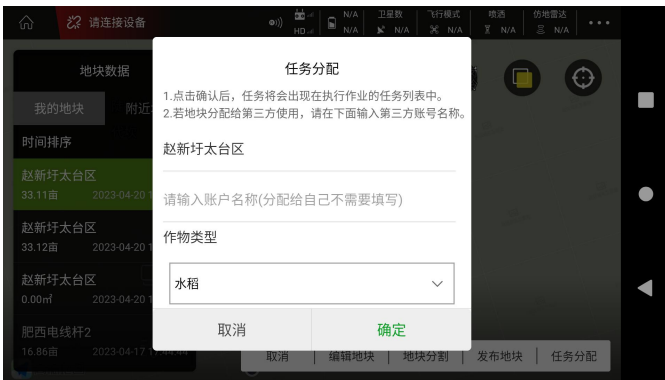 请连接设备
HD
N/A
N/A
卫星数
N/A
飞行模式
N/A
喷洒
N/A
仿地雷达
N/A
地块数据
我的地块
附近
时间排序
赵新圩太台区
33.11亩 2023-04-20 1
赵新圩太台区
33.12亩 2023-04-20 1
赵新圩太台区
0.00㎡ 2023-04-20 1
肥西电线杆2
16.86亩 2023-04-17 17:44:44
任务分配
1.点击确认后，任务将会出现在执行作业的任务列表中。
2.若地块分配给第三方使用，请在下面输入第三方账号名称。
赵新圩太台区
请输入账户名称(分配给自己不需要填写)
作物类型
水稻
取消
确定
取消
编辑地块
地块分割
发布地块
任务分配